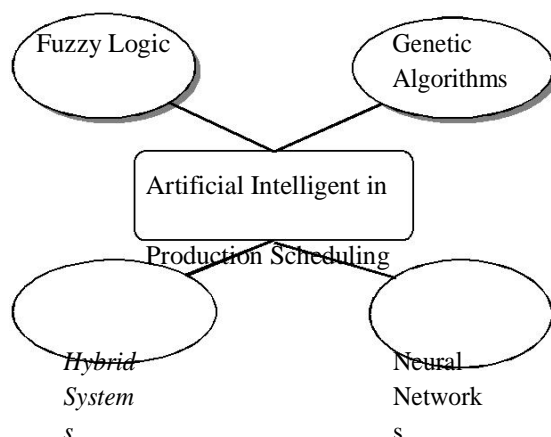 Fuzzy Logic
Genetic
Algorithms
Artificial Intelligent in
Production Scheduling
Hybrid
System
s
Neural
Network
s